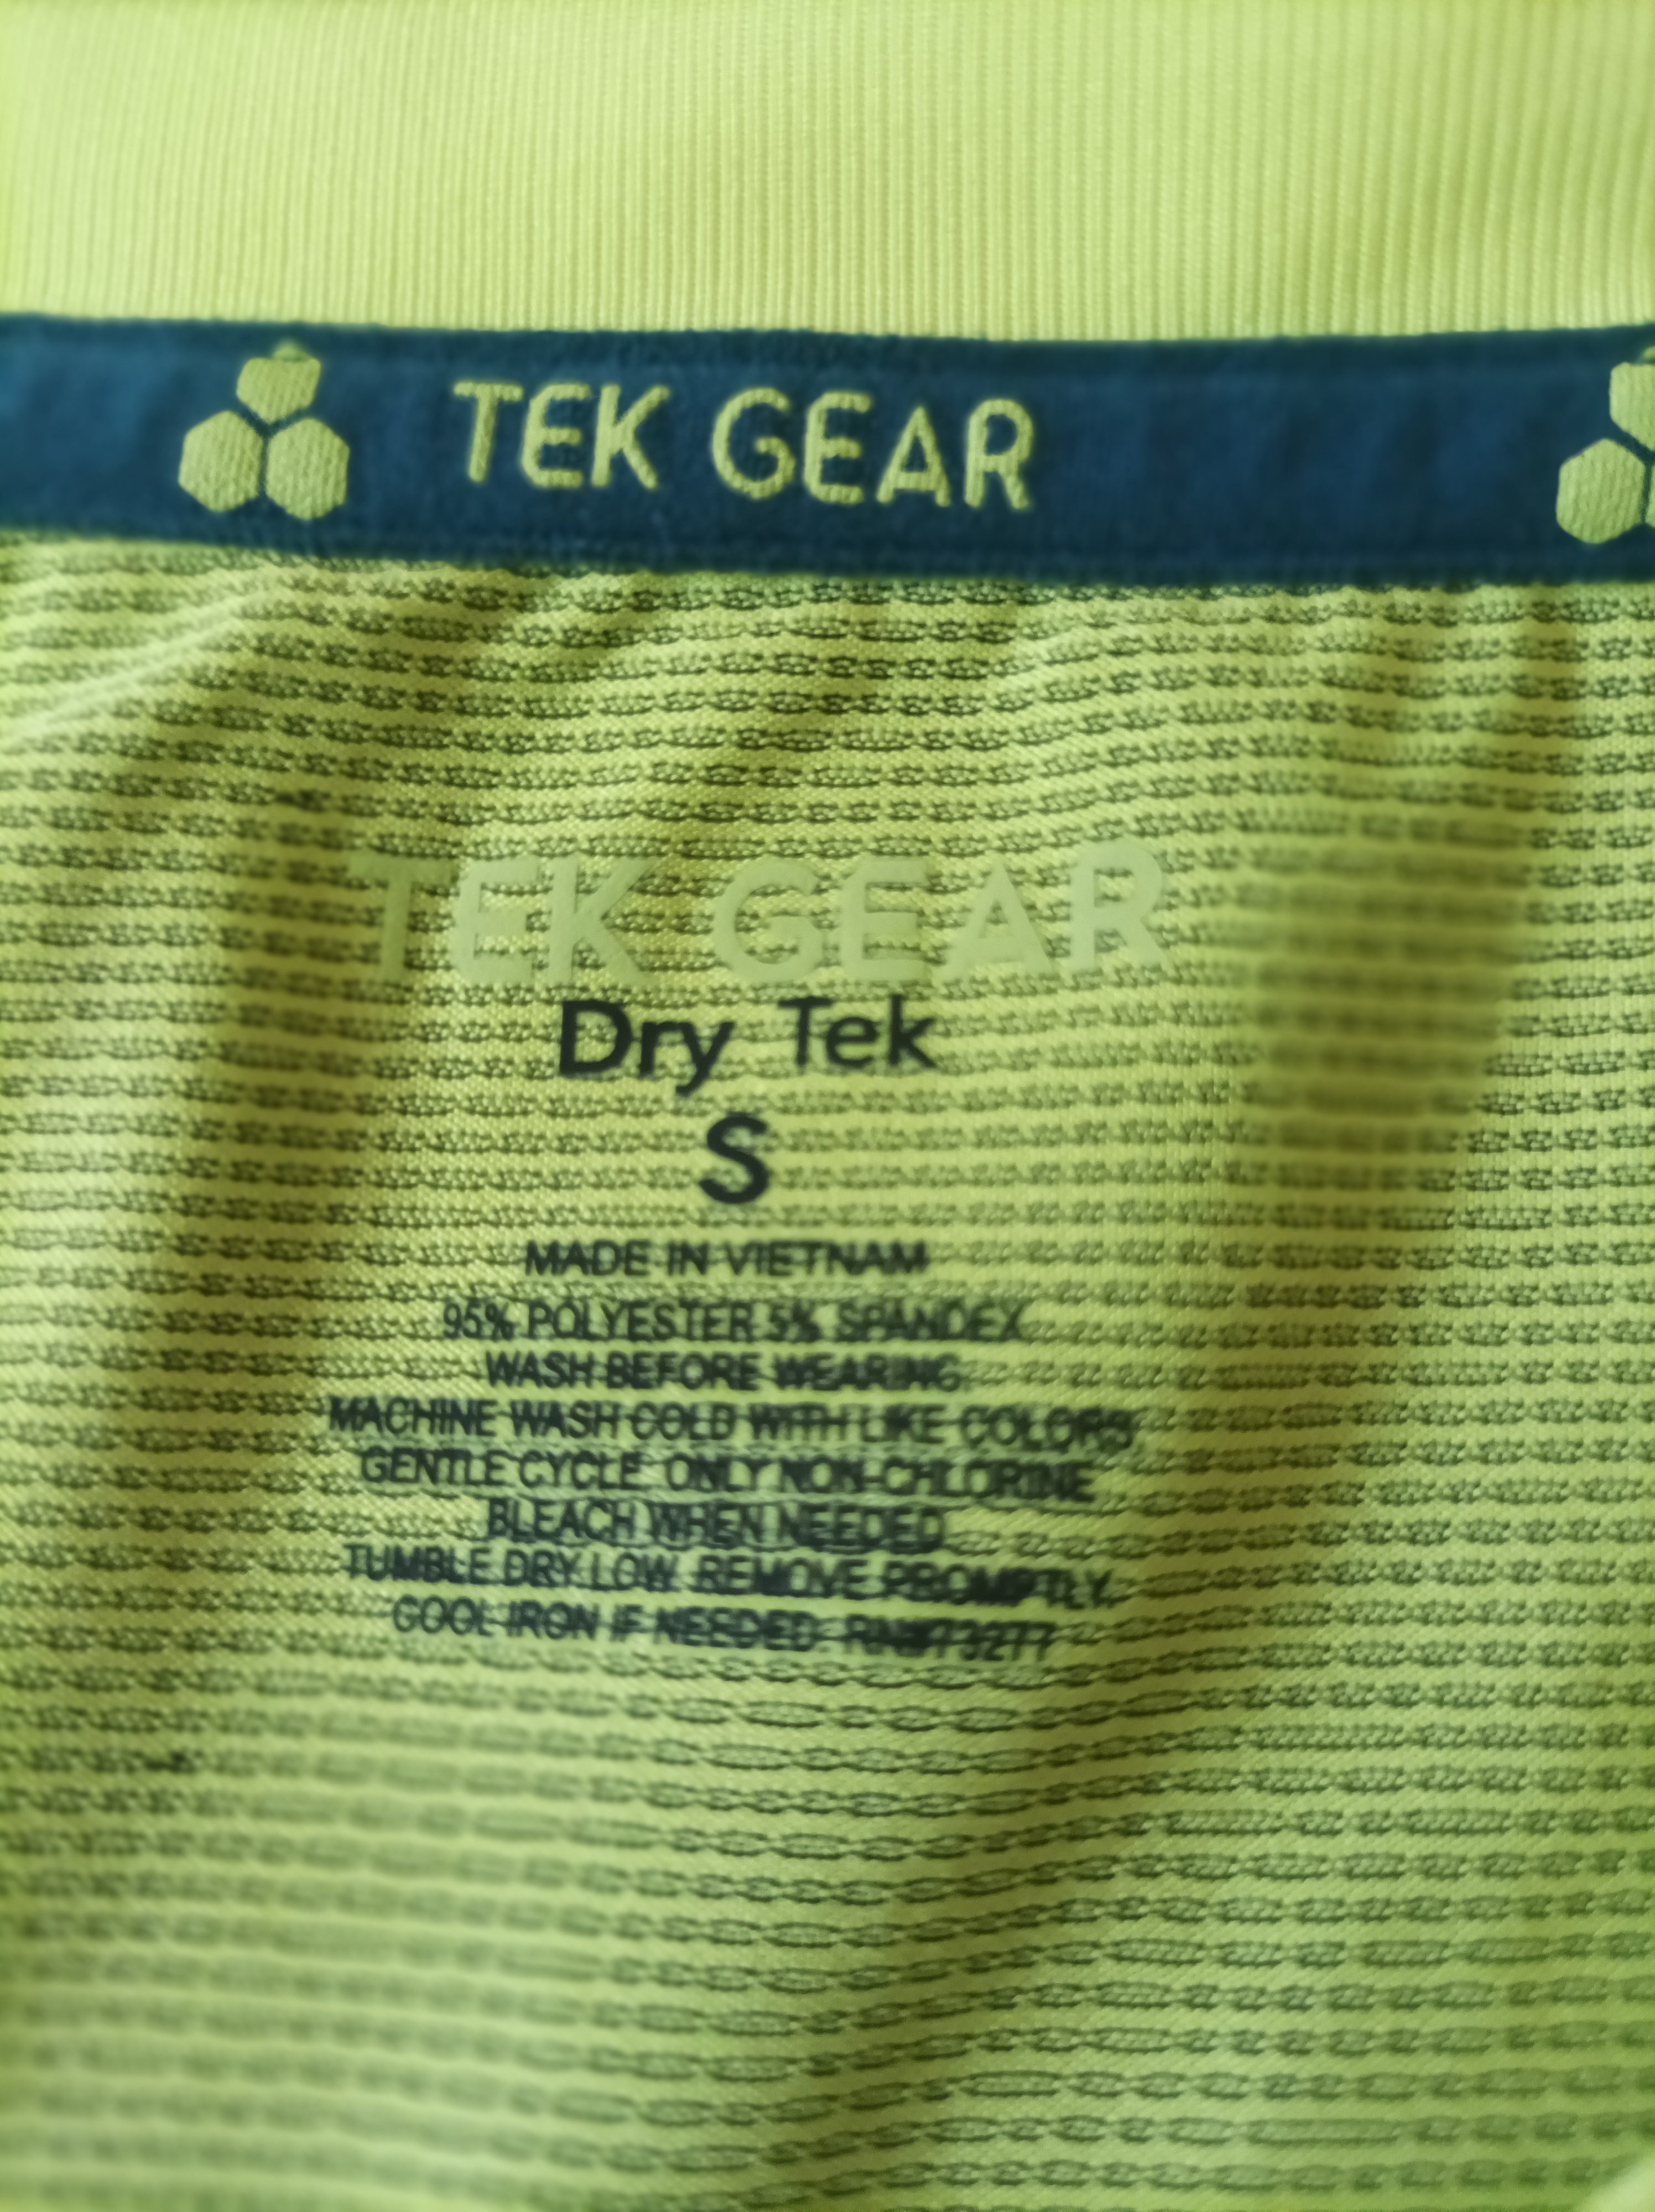 TEK GEAR
TEK GEAR
Dry Tek
S
MADE IN VIETNAM
95% POLYESTER 5% SPANDEX
WASH BEFORE WEARING.
MACHINE WASH COLD WITH LIKE COLORS,
GENTLE CYCLE. ONLY NON-CHLORINE
BLEACH WHEN NEEDED.
TUMBLE DRY LOW. REMOVE PROMPTLY.
COOL IRON IF NEEDED. RN#73277